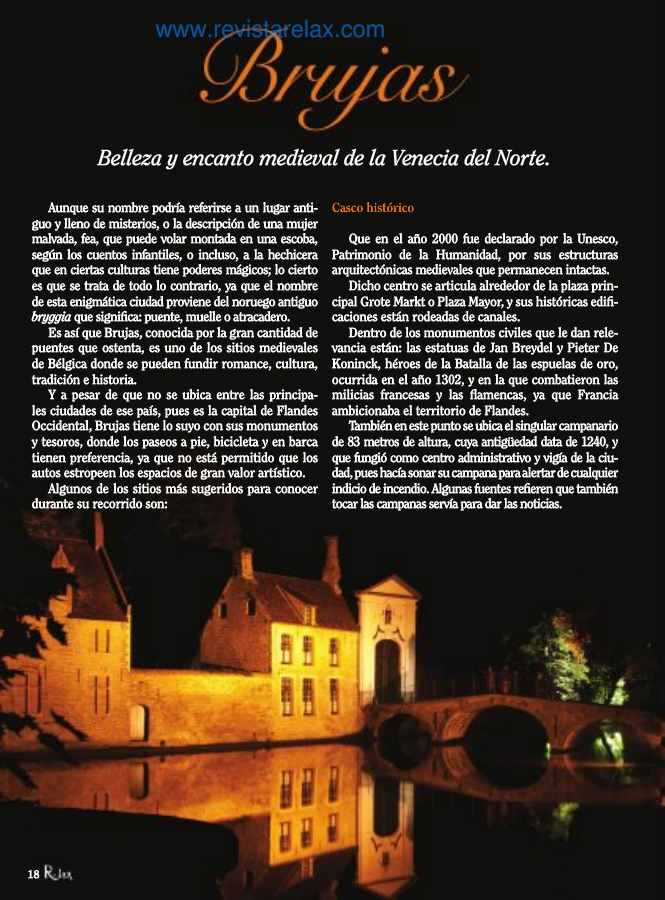 www.revistarelax.com
Brujas
Belleza y encanto medieval de la Venecia del Norte.
Aunque su nombre podría referirse a un lugar anti-
guo y lleno de misterios, o la descripción de una mujer
malvada, fea, que puede volar montada en una escoba,
según los cuentos infantiles, o incluso, a la hechicera
que en ciertas culturas tiene poderes mágicos; lo cierto
es que se trata de todo lo contrario, ya que el nombre
de esta enigmática ciudad proviene del noruego antiguo
bryggia que significa: puente, muelle o atracadero.
Es así que Brujas, conocida por la gran cantidad de
puentes que ostenta, es uno de los sitios medievales
de Bélgica donde se pueden fundir romance, cultura,
tradición e historia.
Y a pesar de que no se ubica entre las principa-
les ciudades de ese país, pues es la capital de Flandes
Occidental, Brujas tiene lo suyo con sus monumentos
y tesoros, donde los paseos a pie, bicicleta y en barca
tienen preferencia, ya que no está permitido que los
autos estropeen los espacios de gran valor artístico.
Algunos de los sitios más sugeridos para conocer
durante su recorrido son:
Casco histórico
Que en el año 2000 fue declarado por la Unesco,
Patrimonio de la Humanidad, por sus estructuras
arquitectónicas medievales que permanecen intactas.
Dicho centro se articula alrededor de la plaza prin-
cipal Grote Markt o Plaza Mayor, y sus históricas edifi-
caciones están rodeadas de canales.
Dentro de los monumentos civiles que le dan rele-
vancia están: las estatuas de Jan Breydel y Pieter De
Koninck, héroes de la Batalla de las espuelas de oro,
ocurrida en el año 1302, y en la que combatieron las
milicias francesas y las flamencas, ya que Francia
ambicionaba el territorio de Flandes.
También en este punto se ubica el singular campanario
de 83 metros de altura, cuya antigüedad data de 1240, y
que fungió como centro administrativo y vigía de la ciu-
dad, pues hacía sonar su campana para alertar de cualquier
indicio de incendio. Algunas fuentes refieren que también
tocar las campanas servía para dar las noticias.
18 Relax